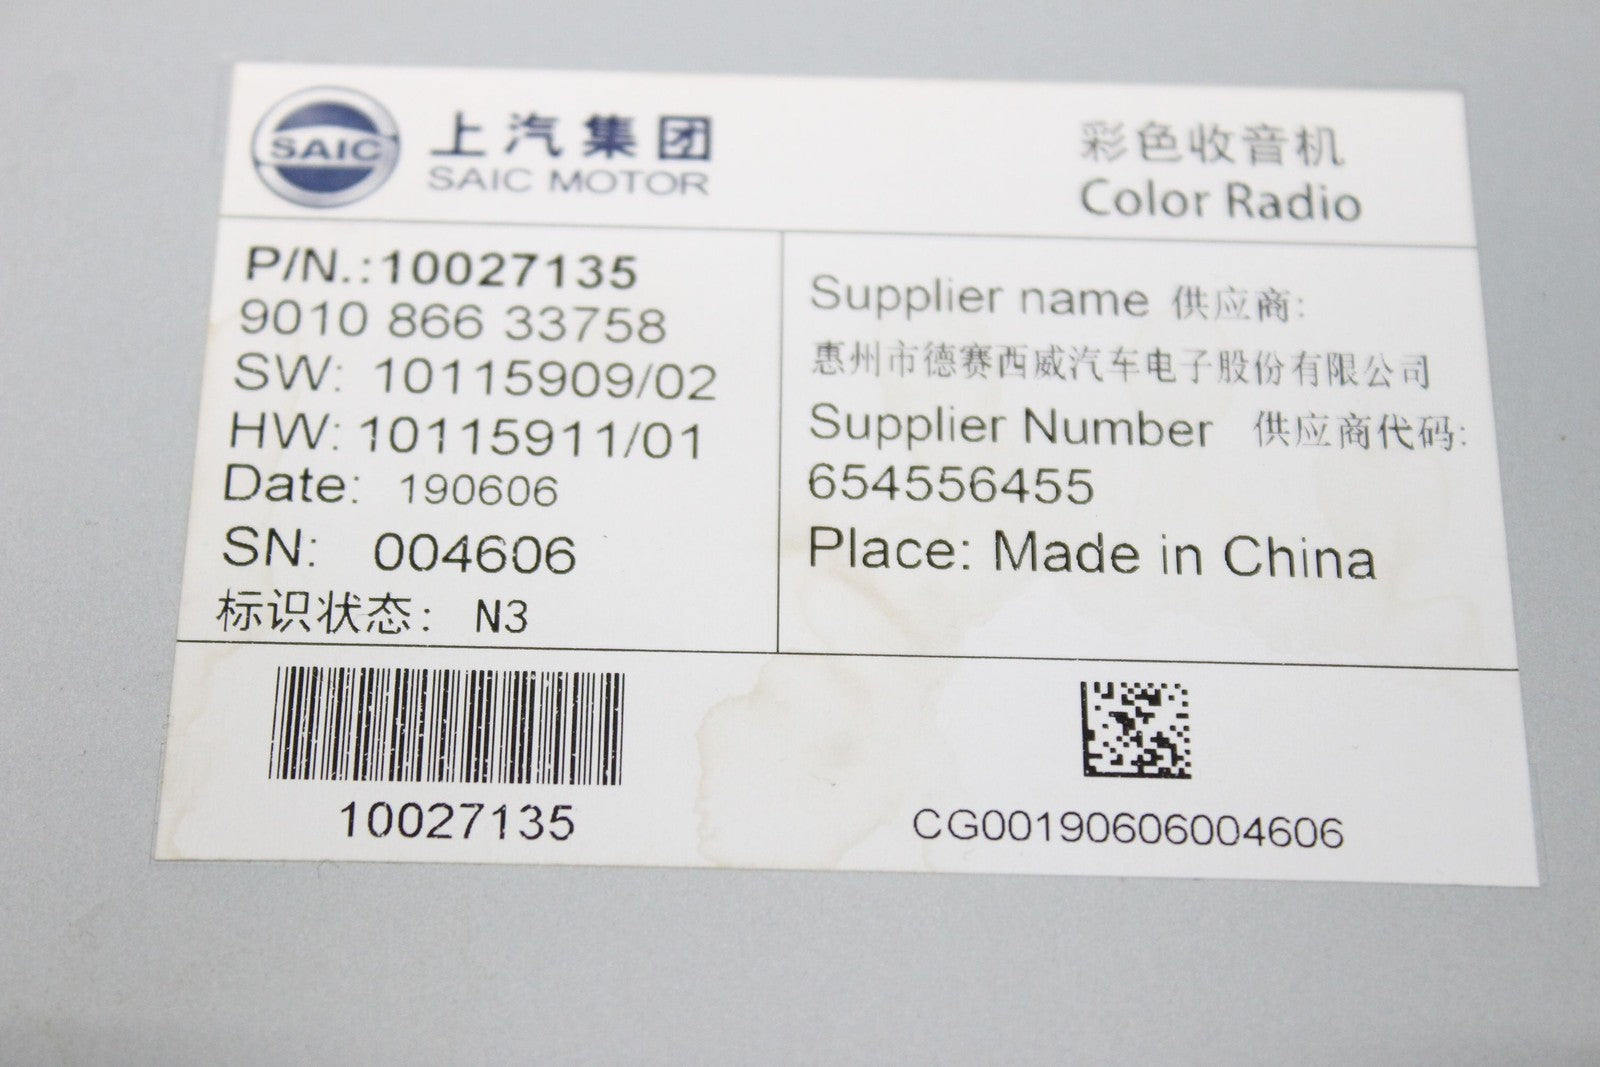 SAIC
上汽集团
SAIC MOTOR
彩色收音机
Color Radio
P/N.:10027135
9010 866 33758
SW: 10115909/02
HW: 10115911/01
Date: 190606
SN: 004606
标识状态: N3
Supplier name 供应商:
惠州市德赛西威汽车电子股份有限公司
Supplier Number 供应商代码:
654556455
Place: Made in China
10027135
CG00190606004606